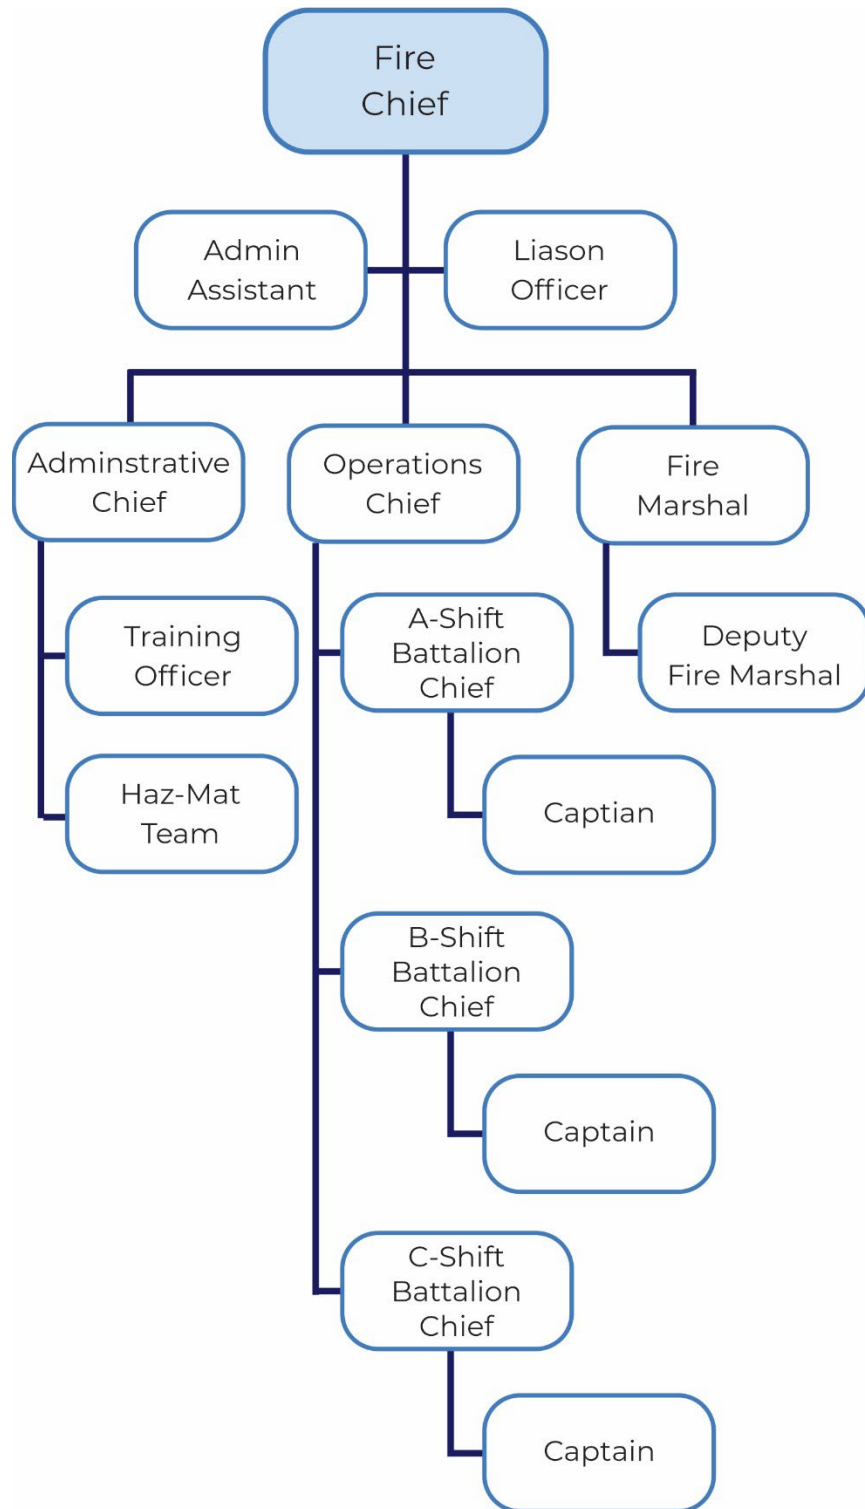 Fire
Chief
Admin
Assistant
Liason
Officer
Adminstrative
Chief
Operations
Chief
Fire
Marshal
Training
Officer
Haz-Mat
Team
A-Shift
Battalion
Chief
Captian
B-Shift
Battalion
Chief
Captain
C-Shift
Battalion
Chief
Captain
Deputy
Fire Marshal